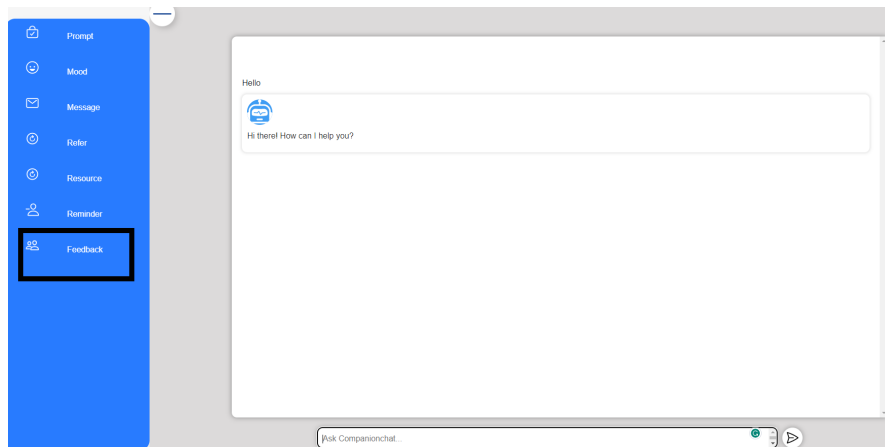 Prompt
Mood
Message
Refer
Resource
Reminder
Feedback
Hello
Hi there! How can I help you?
Ask Companionchat...